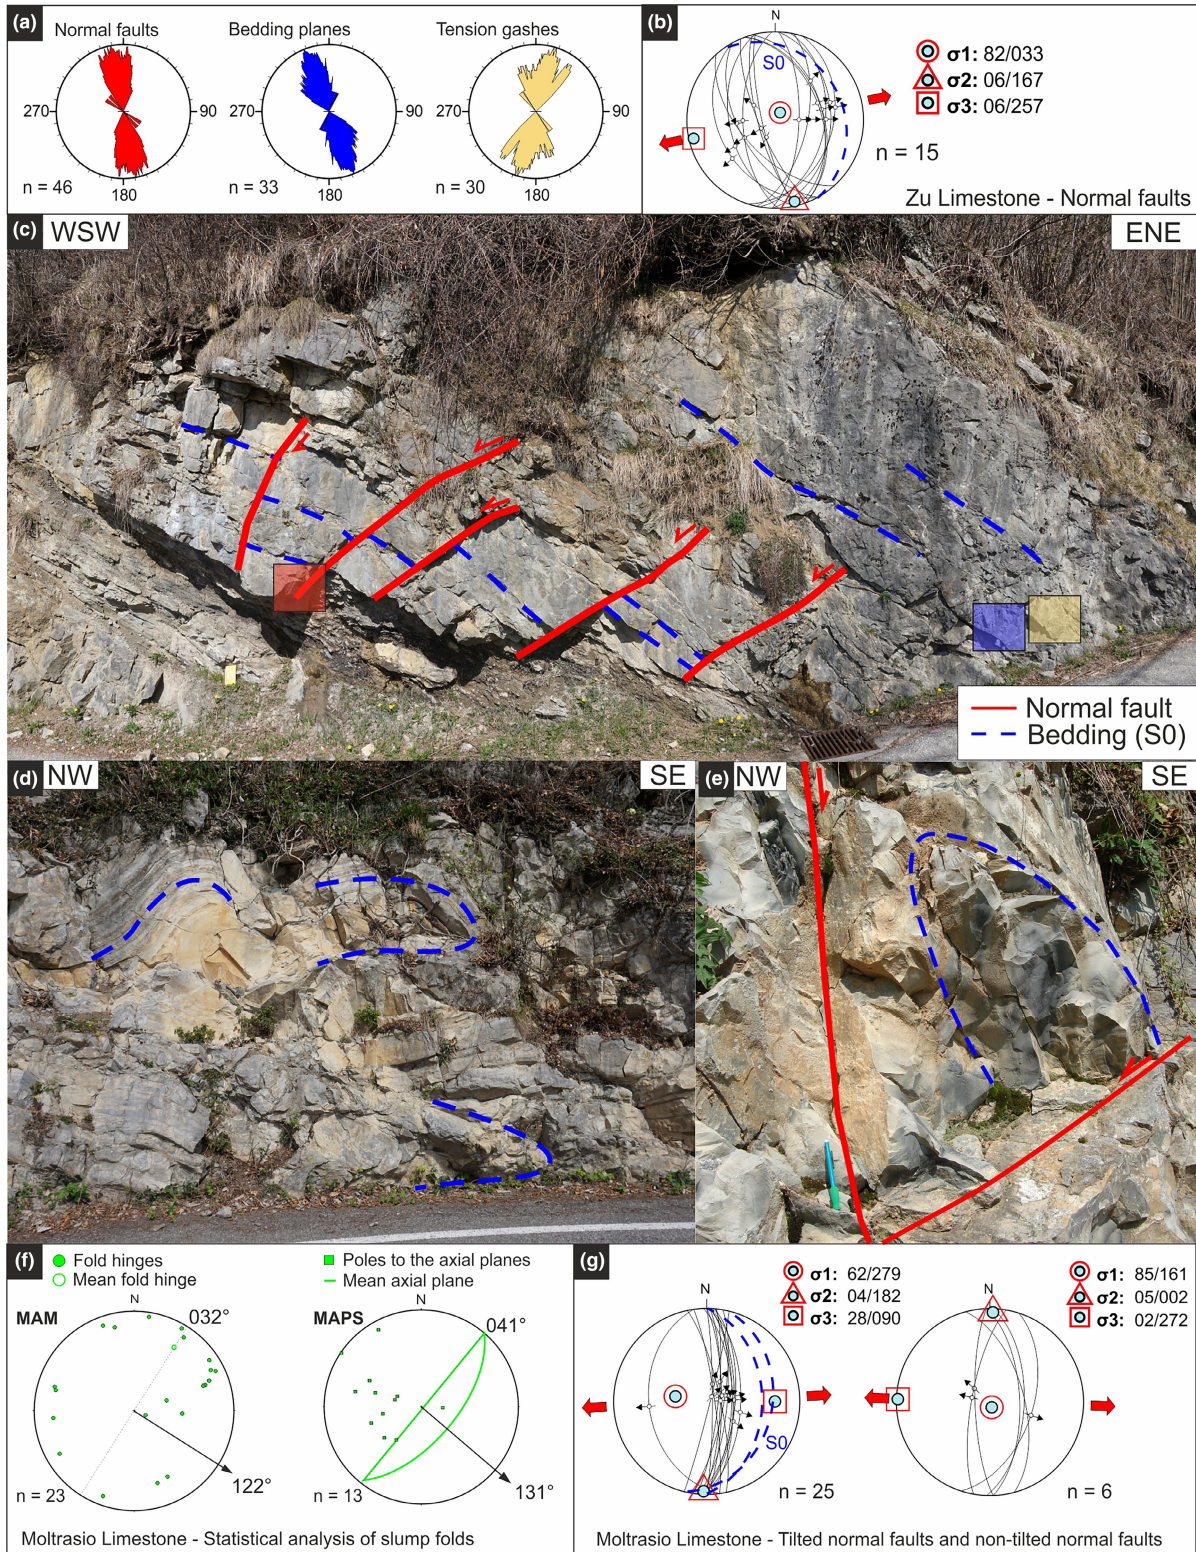 (a)
Normal faults
Bedding planes
Tension gashes
270
90
180
n = 46
270
90
180
n = 33
270
90
180
n = 30
(b)
N
S0
σ1: 82/033
σ2: 06/167
σ3: 06/257
n = 15
Zu Limestone - Normal faults
(c) WSW
ENE
Normal fault
Bedding (S0)
(d) NW
SE
(e) NW
SE
(f)
Fold hinges
Mean fold hinge
Poles to the axial planes
Mean axial plane
MAM
N
032°
122°
n = 23
MAPS
N
041°
131°
n = 13
Moltrasio Limestone - Statistical analysis of slump folds
(g)
N
σ1: 62/279
σ2: 04/182
σ3: 28/090
S0
n = 25
N
σ1: 85/161
σ2: 05/002
σ3: 02/272
n = 6
Moltrasio Limestone - Tilted normal faults and non-tilted normal faults